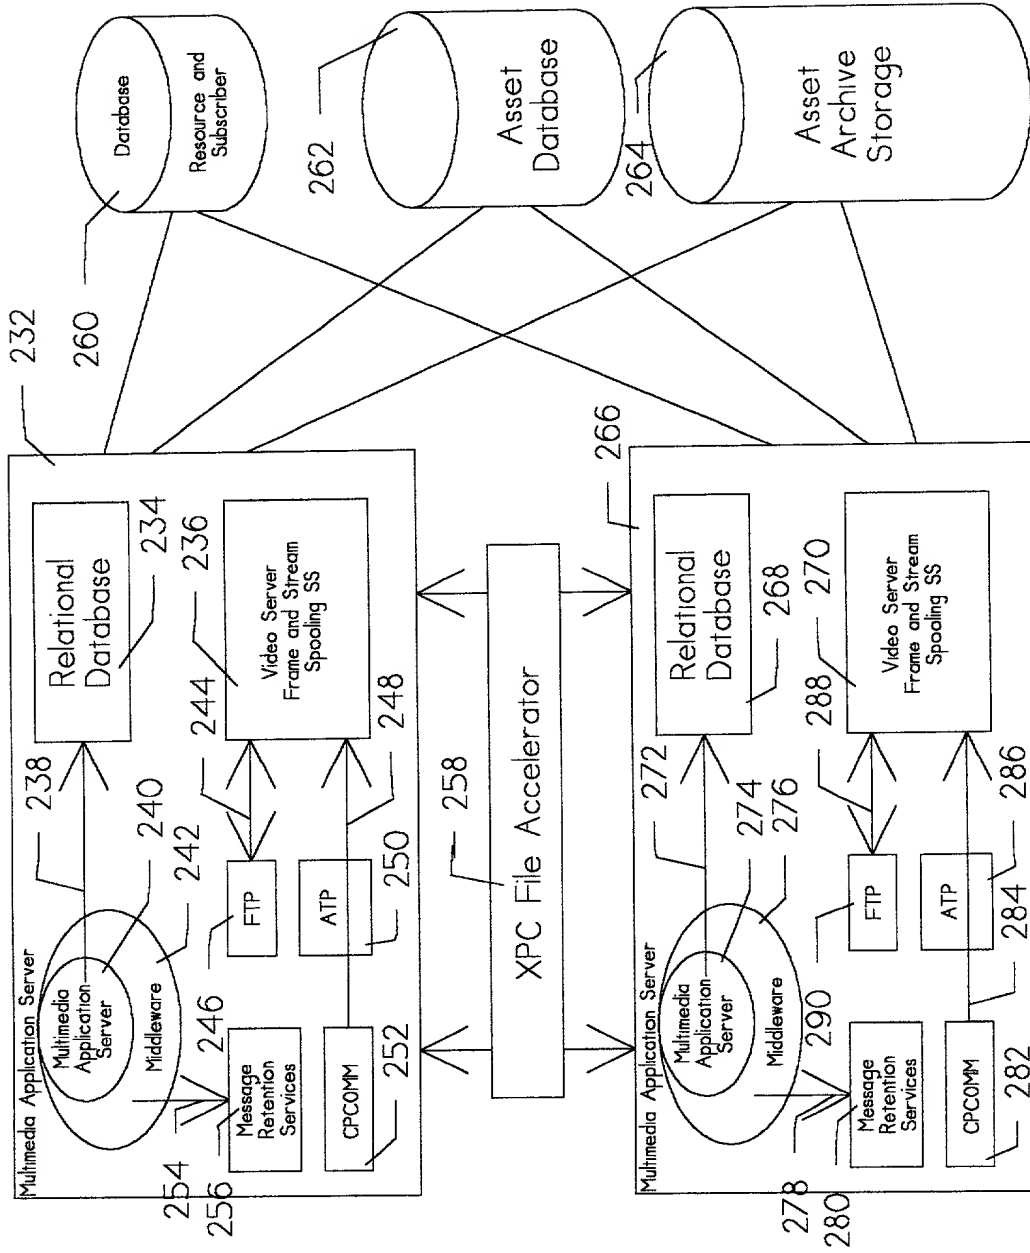 Multimedia Application Server
232
Multimedia
Application
Server
Middleware
238
240
242
Relational
Database
234
254
256
Message
Retention
Services
246
FTP
244
236
Video Server
Frame and Stream
Spooling SS
CPCOMM
252
ATP
250
248
XPC File Accelerator
258
Multimedia Application Server
266
Multimedia
Application
Server
Middleware
272
274
276
Relational
Database
268
278
280
Message
Retention
Services
290
FTP
288
270
Video Server
Frame and Stream
Spooling SS
CPCOMM
282
284
ATP
286
260
Database
Resource and
Subscriber
262
Asset
Database
264
Asset
Archive
Storage